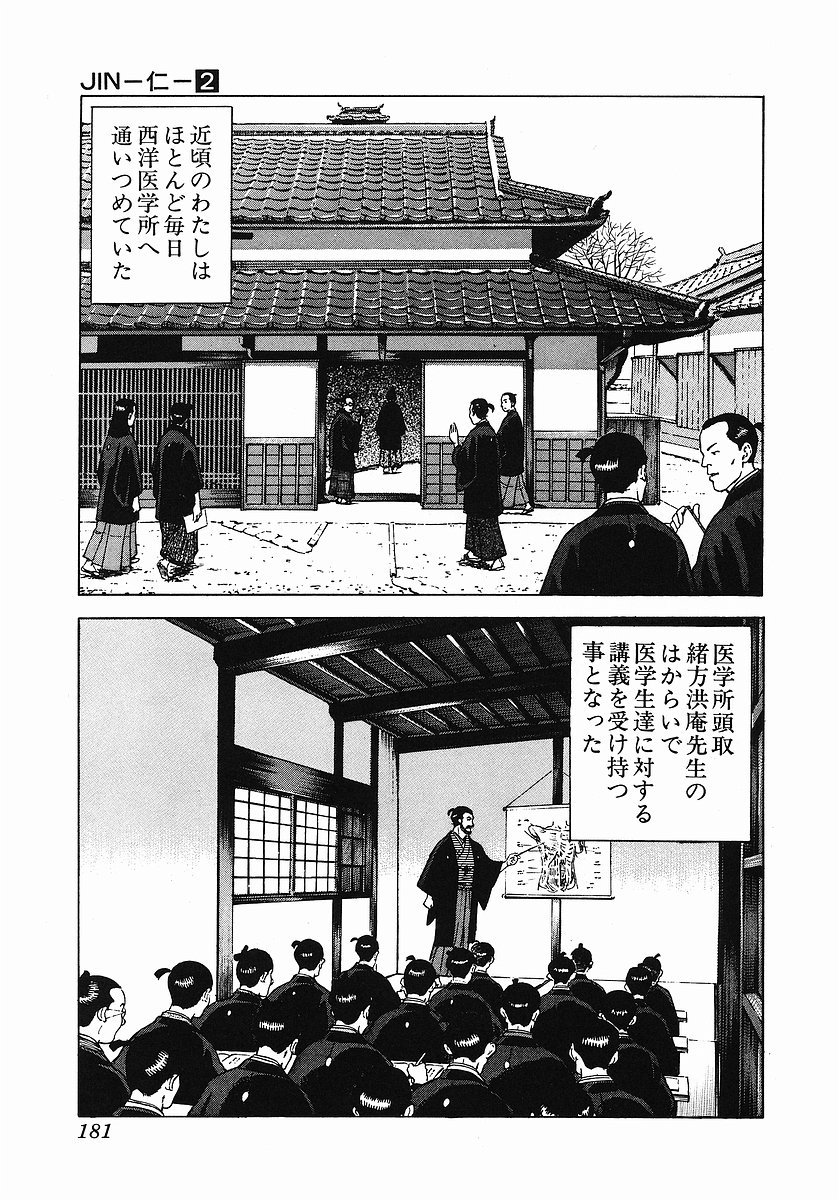 JIN－仁－2
近頃のわたしは
ほとんど毎日
西洋医学所へ
通いつめていた
医学所頭取
緒方洪庵先生の
はからいで
医学生達に対する
講義を受け持つ
事となった
181